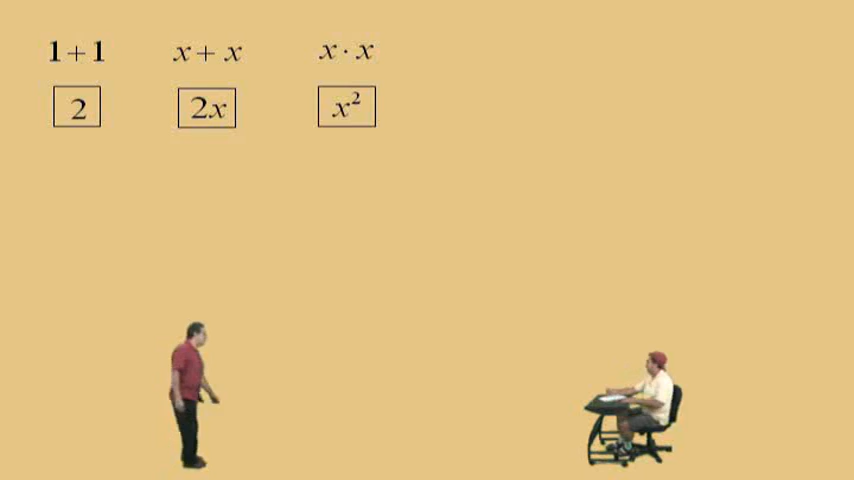 1 + 1 x + x x · x
2 2x x²